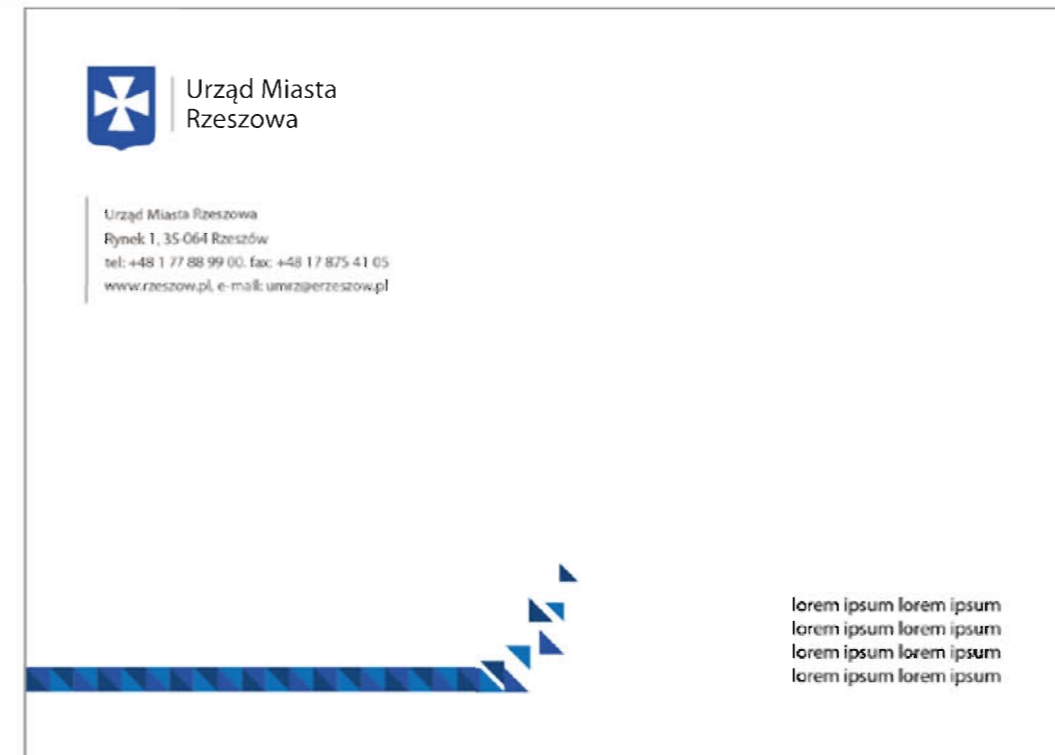 Urząd Miasta
Rzeszowa
Urząd Miasta Rzeszowa
Rynek 1, 35-064 Rzeszów
tel: +48 1 77 88 99 00. fax: +48 17 875 41 05
www.rzeszow.pl, e-mail: umrz@erzeszow.pl
lorem ipsum lorem ipsum
lorem ipsum lorem ipsum
lorem ipsum lorem ipsum
lorem ipsum lorem ipsum